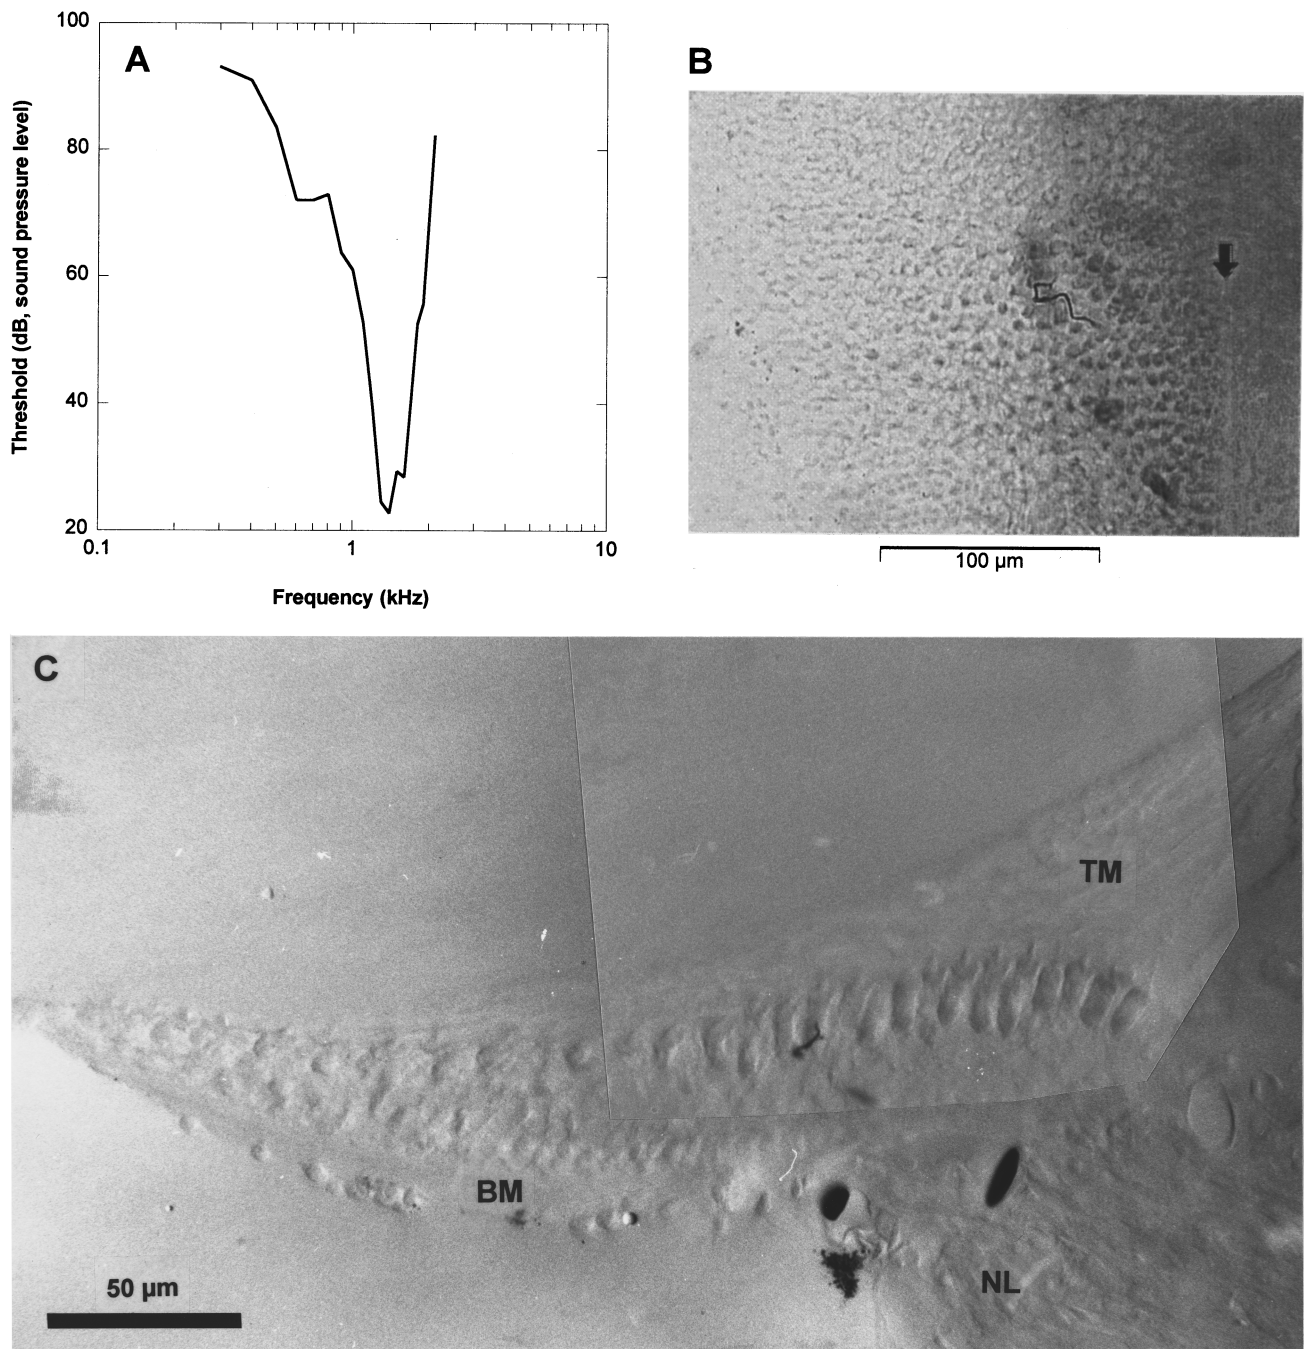 A
100
80
60
40
20
Threshold (dB, sound pressure level)
0.1
1
10
Frequency (kHz)
B
100 µm
C
TM
BM
NL
50 µm